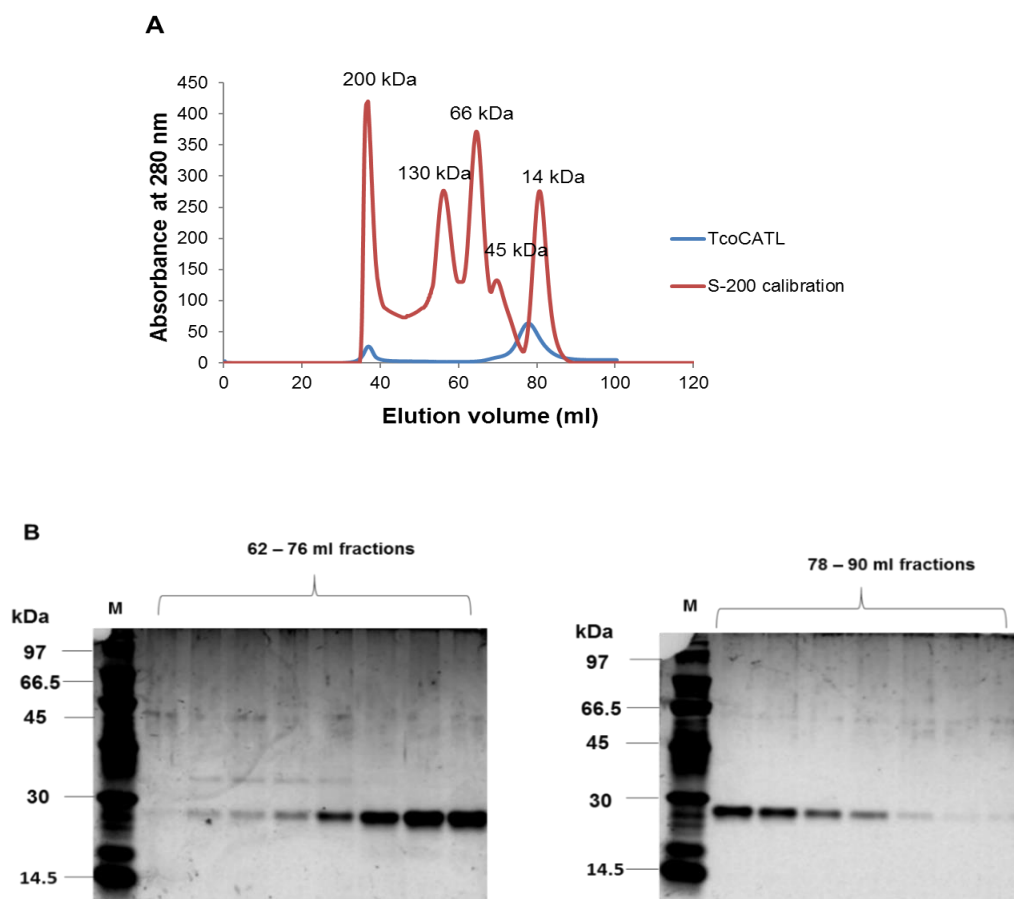 A
450
400
350
300
250
200
150
100
50
0
Absorbance at 280 nm
200 kDa
130 kDa
66 kDa
45 kDa
14 kDa
TcoCATL
S-200 calibration
0 20 40 60 80 100 120
Elution volume (ml)
B
62 – 76 ml fractions
kDa M
97
66.5
45
30
14.5
78 – 90 ml fractions
kDa M
97
66.5
45
30
14.5